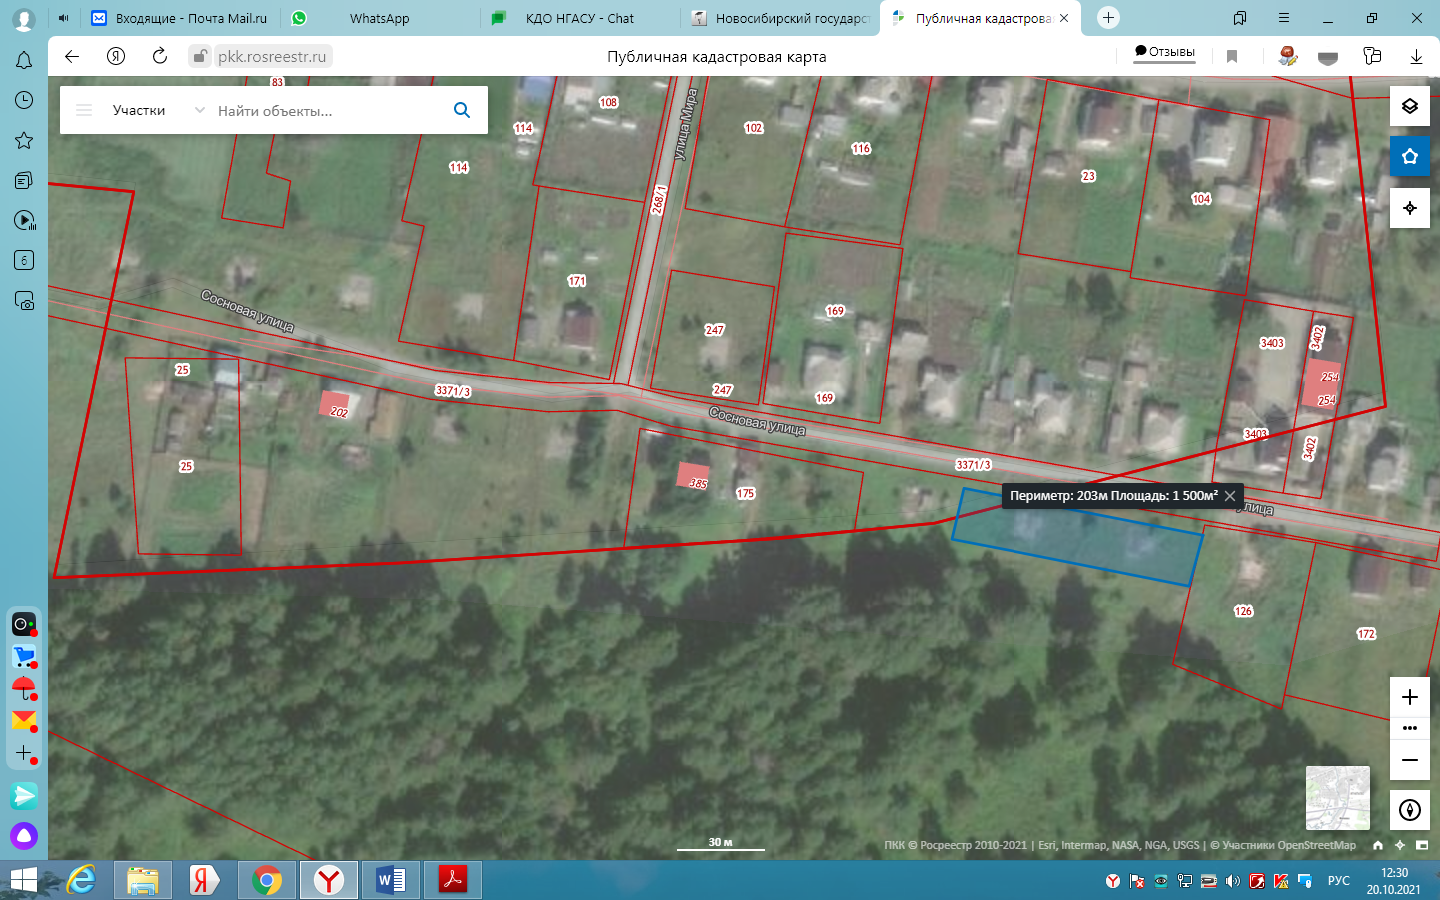 Входящие - Почта Mail.ru
WhatsApp
КДО НГАСУ - Chat
Новосибирский государст
Публичная кадастрова
pkk.rosreestr.ru
Публичная кадастровая карта
Отзывы
Участки
Найти объекты...
83
108
114
114
102
116
23
104
улица Мира
268/1
171
Сосновая улица
247
169
3403
3402
254
254
25
3371/3
202
247
169
Сосновая улица
3403
3402
25
385
175
3371/3
Периметр: 203м Площадь: 1 500м²
улица
126
172
6
30 м
ПКК © Росреестр 2010-2021 | Esri, Intermap, NASA, NGA, USGS | © Участники OpenStreetMap
РУС
12:30
20.10.2021